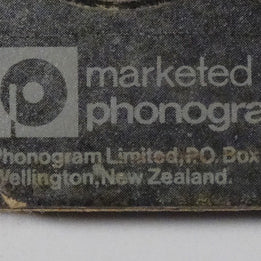 marketed
phonogra
Phonogram Limited, P.O. Box
Wellington, New Zealand.